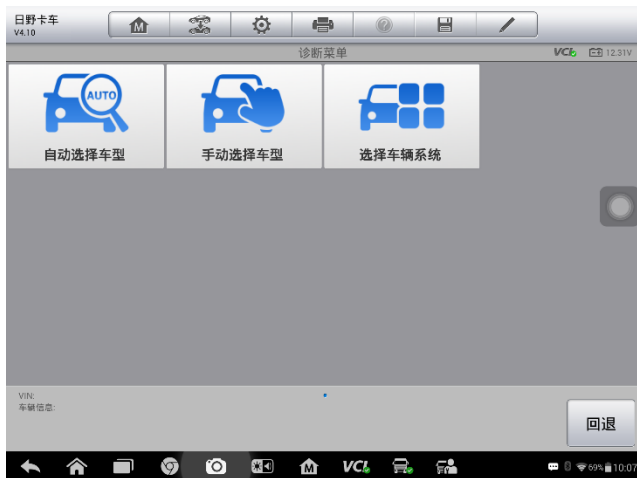 日野卡车
V4.10
诊断菜单
VCI 12.31V
AUTO
自动选择车型
手动选择车型
选择车辆系统
VIN:
车辆信息:
回退
VCI
69% 10:07